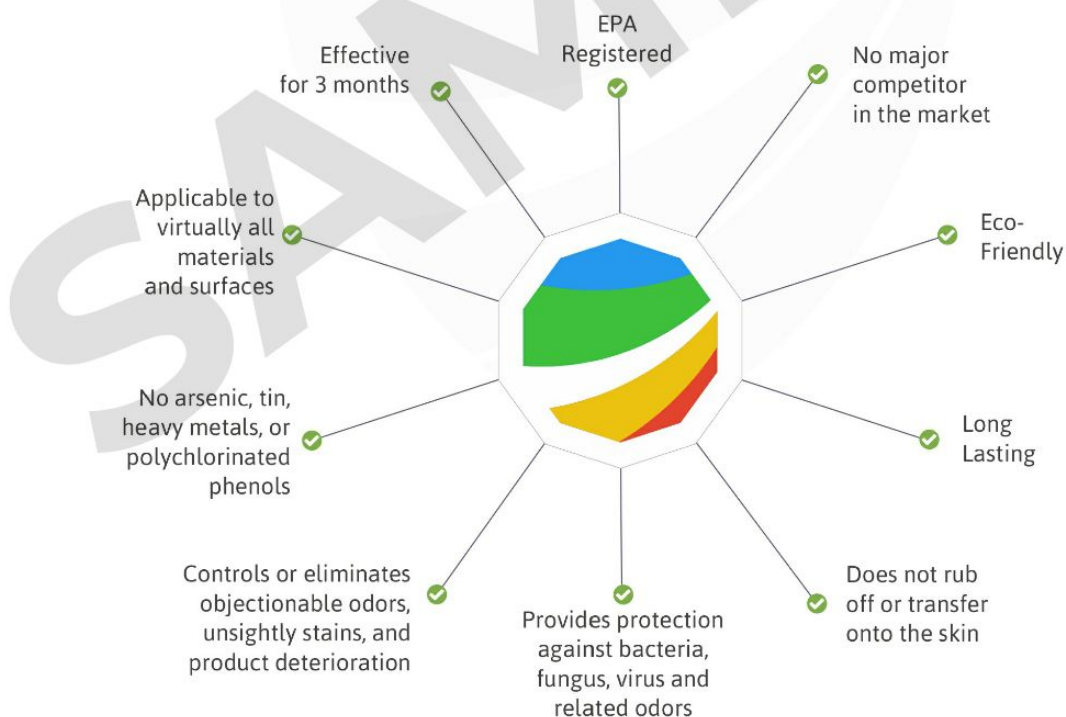 EPA
Registered
No major
competitor
in the market
Eco-
Friendly
Long
Lasting
Does not rub
off or transfer
onto the skin
Provides protection
against bacteria,
fungus, virus and
related odors
Controls or eliminates
objectionable odors,
unsightly stains, and
product deterioration
No arsenic, tin,
heavy metals, or
polychlorinated
phenols
Applicable to
virtually all
materials
and surfaces
Effective
for 3 months